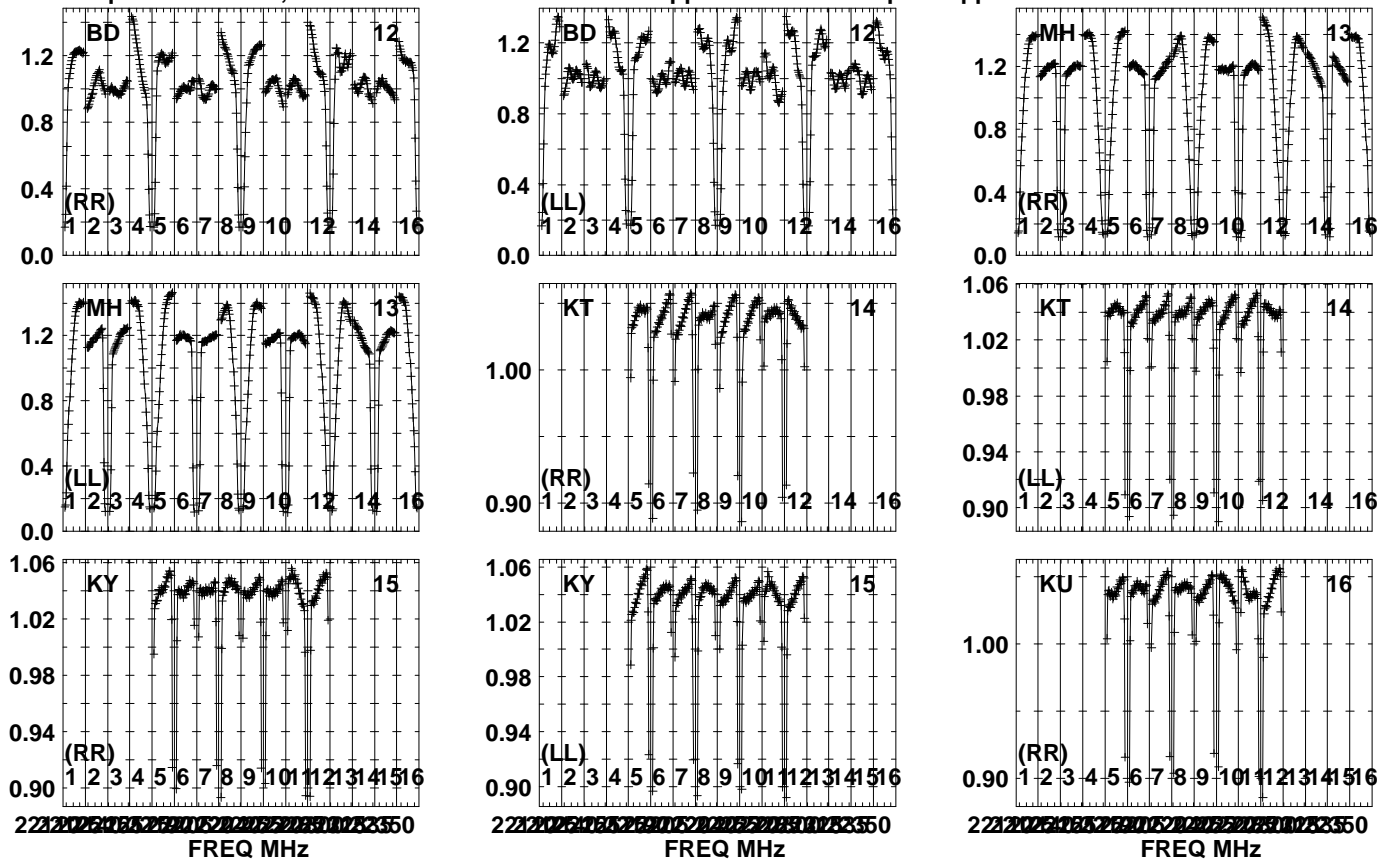 BD 12
1.2
0.8
0.4
0.0
(RR)
1 2 3 4 5 6 7 8 9 10 12 14 16
BD 12
1.2
0.8
0.4
0.0
(LL)
1 2 3 4 5 6 7 8 9 10 12 14 16
MH 13
1.6
1.2
0.8
0.4
0.0
(RR)
1 2 3 4 5 6 7 8 9 10 12 14 16
MH 13
1.2
0.8
0.4
0.0
(LL)
1 2 3 4 5 6 7 8 9 10 12 14 16
KT 14
1.00
0.90
(RR)
1 2 3 4 5 6 7 8 9 10 12 14 16
KT 14
1.06
1.02
0.98
0.94
0.90
(LL)
1 2 3 4 5 6 7 8 9 10 12 14 16
KY 15
1.06
1.02
0.98
0.94
0.90
(RR)
1 2 3 4 5 6 7 8 9 10 11 12 13 14 15 16
KY 15
1.06
1.02
0.98
0.94
0.90
(LL)
1 2 3 4 5 6 7 8 9 10 12 13 14 15 16
KU 16
1.00
0.90
(RR)
1 2 3 4 5 6 7 8 9 10 11 12 13 14 15 16
FREQ MHz
FREQ MHz
FREQ MHz